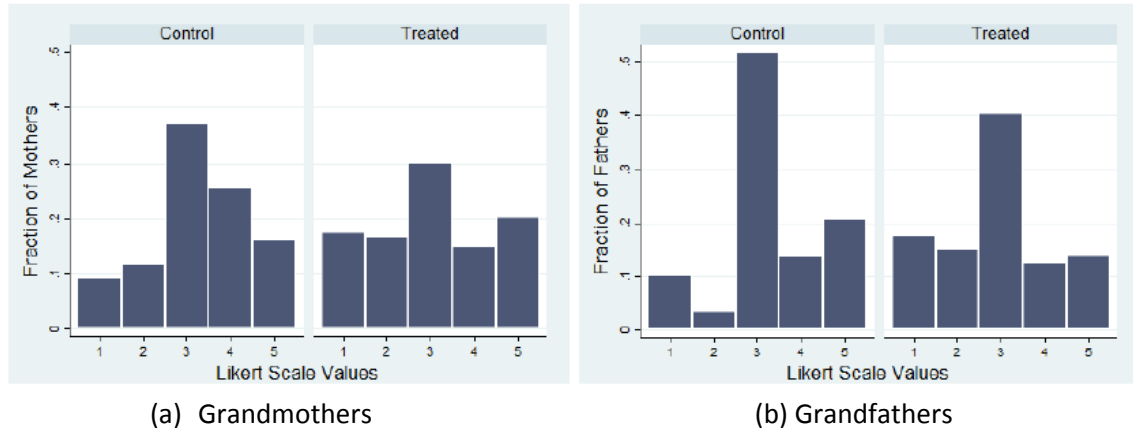 Control Treated
Fraction of Mothers
.5
.4
.3
.2
.1
0
1 2 3 4 5 1 2 3 4 5
Likert Scale Values
(a) Grandmothers
Control Treated
Fraction of Fathers
.5
.4
.3
.2
.1
0
1 2 3 4 5 1 2 3 4 5
Likert Scale Values
(b) Grandfathers